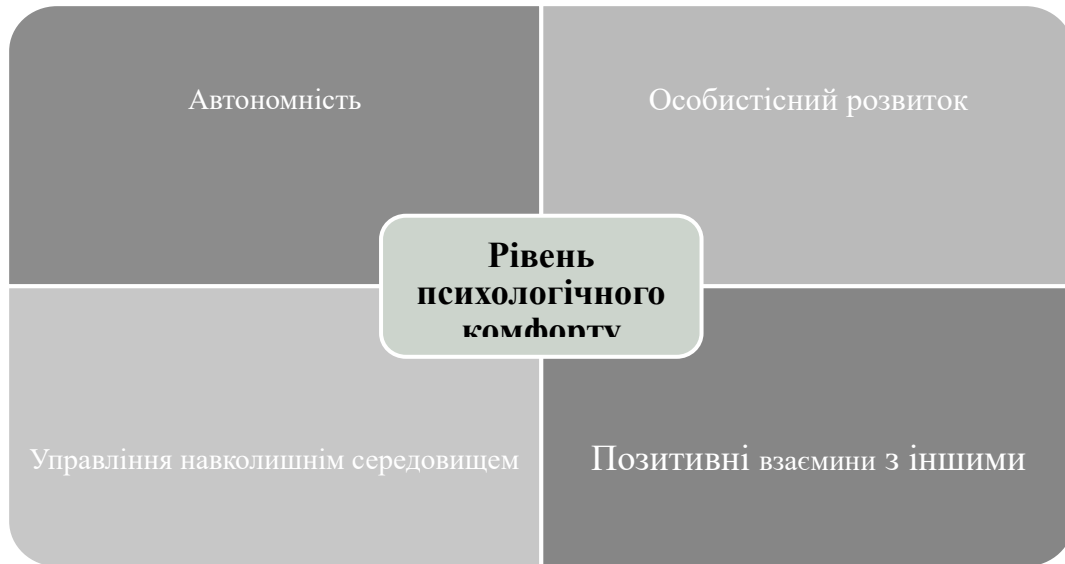 Автономність
Особистісний розвиток
Рівень
психологічного
комфорту
Управління навколишнім середовищем
Позитивні взаємини з іншими